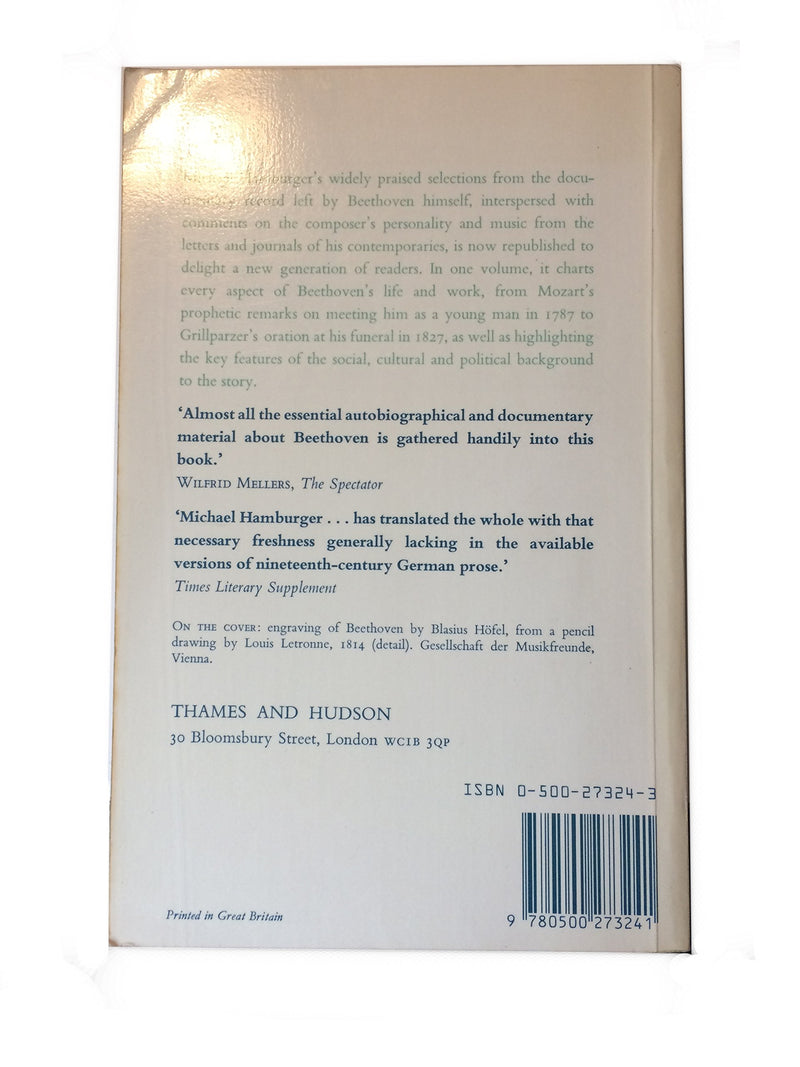 Hamburger's widely praised selections from the docu-
mentary record left by Beethoven himself, interspersed with
comments on the composer's personality and music from the
letters and journals of his contemporaries, is now republished to
delight a new generation of readers. In one volume, it charts
every aspect of Beethoven's life and work, from Mozart's
prophetic remarks on meeting him as a young man in 1787 to
Grillparzer's oration at his funeral in 1827, as well as highlighting
the key features of the social, cultural and political background
to the story.
‘Almost all the essential autobiographical and documentary
material about Beethoven is gathered handily into this
book.’
WILFRID MELLERS, The Spectator
‘Michael Hamburger . . . has translated the whole with that
necessary freshness generally lacking in the available
versions of nineteenth-century German prose.’
Times Literary Supplement
ON THE COVER: engraving of Beethoven by Blasius Höfel, from a pencil
drawing by Louis Letronne, 1814 (detail). Gesellschaft der Musikfreunde,
Vienna.
THAMES AND HUDSON
30 Bloomsbury Street, London WC1B 3QP
ISBN 0-500-27324-3
9 780500 273241
Printed in Great Britain